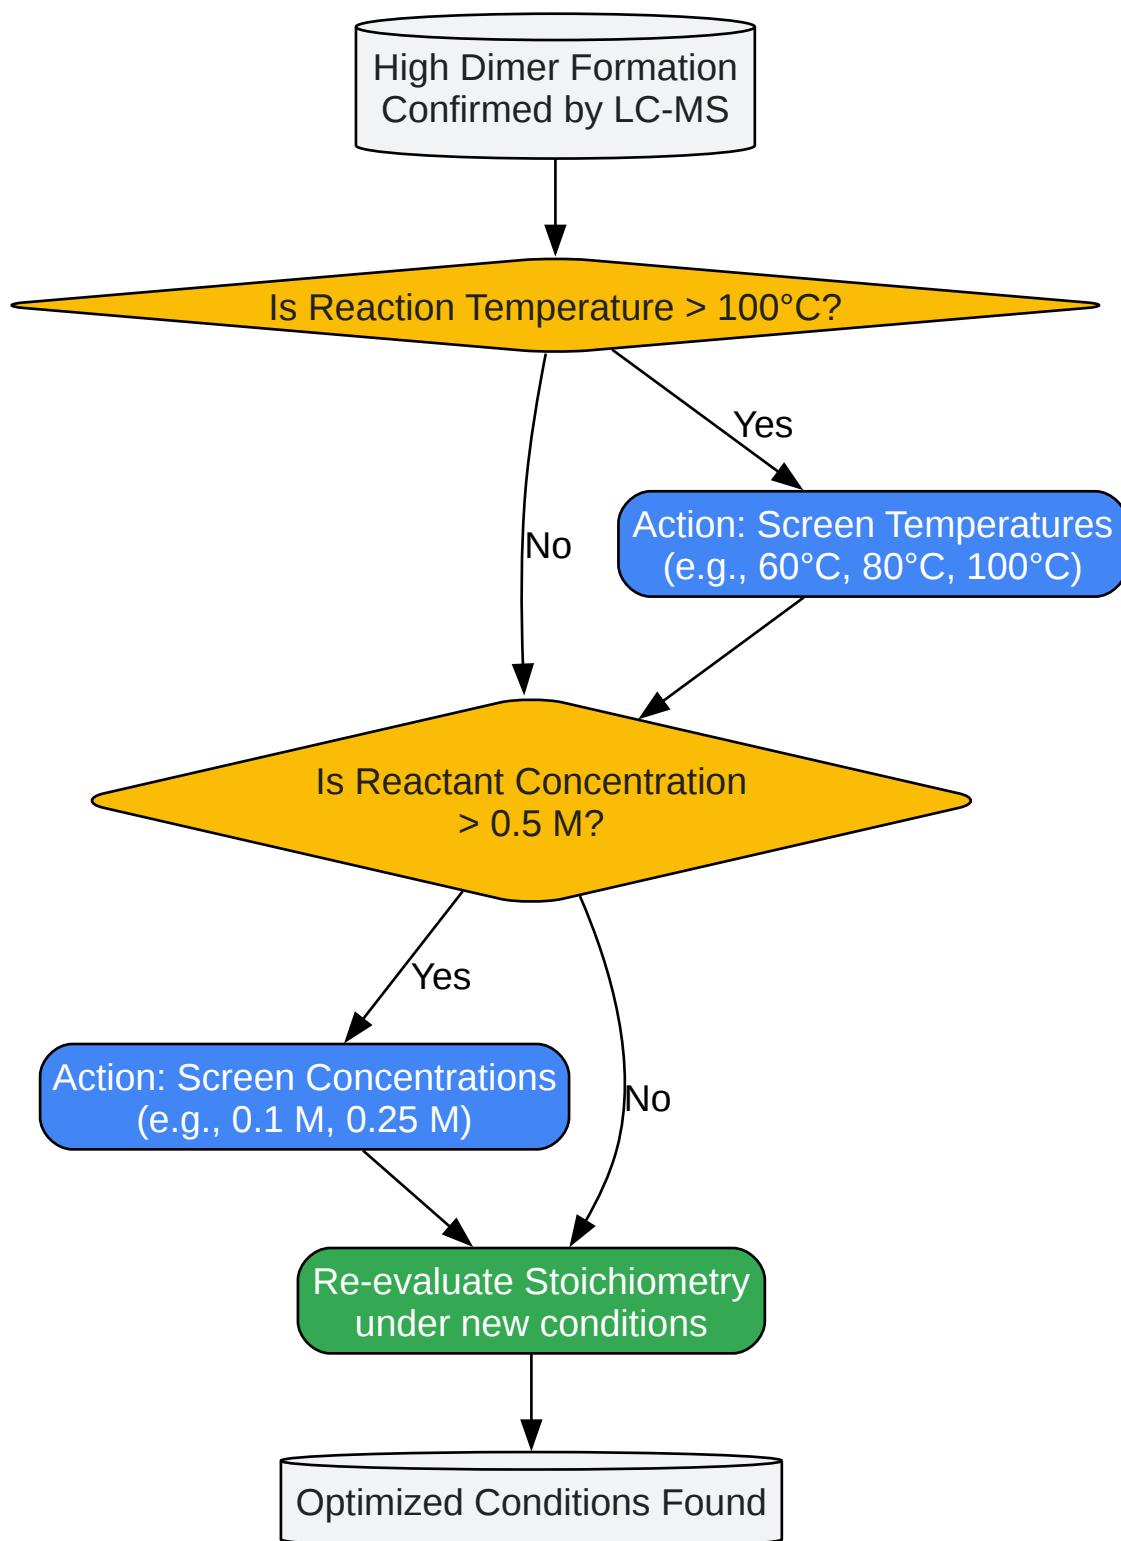 High Dimer Formation
Confirmed by LC-MS
Is Reaction Temperature > 100°C?
Yes
Action: Screen Temperatures
(e.g., 60°C, 80°C, 100°C)
No
Is Reactant Concentration
> 0.5 M?
Yes
Action: Screen Concentrations
(e.g., 0.1 M, 0.25 M)
No
Re-evaluate Stoichiometry
under new conditions
Optimized Conditions Found